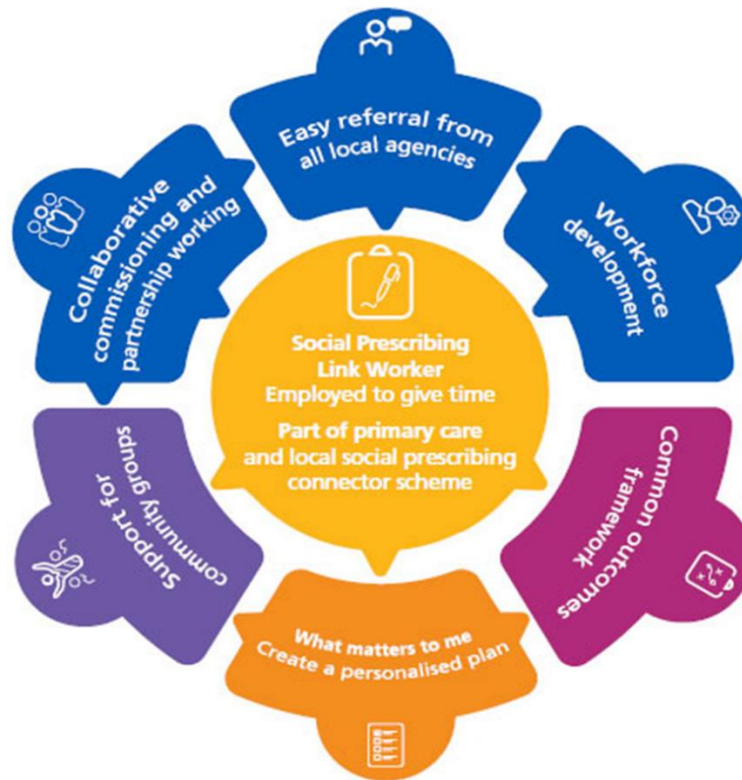 Easy referral from
all local agencies
Workforce
development
Common outcomes
framework
What matters to me
Create a personalised plan
Support for
community groups
Collaborative
commissioning and
partnership working
Social Prescribing
Link Worker
Employed to give time
Part of primary care
and local social prescribing
connector scheme